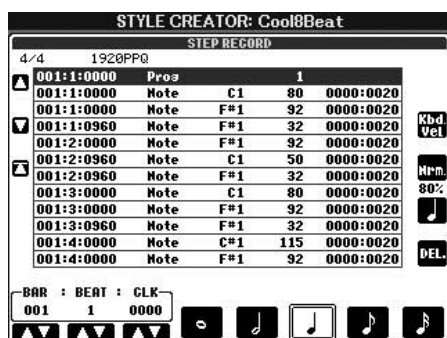 STYLE CREATOR: Cool8Beat
STEP RECORD
4/4 1920PPQ
001:1:0000 Prog 1
001:1:0000 Note C1 80 0000:0020
001:1:0000 Note F#1 92 0000:0020
001:1:0960 Note F#1 32 0000:0020
001:2:0000 Note F#1 92 0000:0020
001:2:0960 Note C1 50 0000:0020
001:2:0960 Note F#1 32 0000:0020
001:3:0000 Note C1 80 0000:0020
001:3:0000 Note F#1 92 0000:0020
001:3:0960 Note F#1 32 0000:0020
001:4:0000 Note C#1 115 0000:0020
001:4:0000 Note F#1 92 0000:0020
Kbd.
Vel
Nrm.
80%
DEL.
BAR : BEAT : CLK
001 1 0000